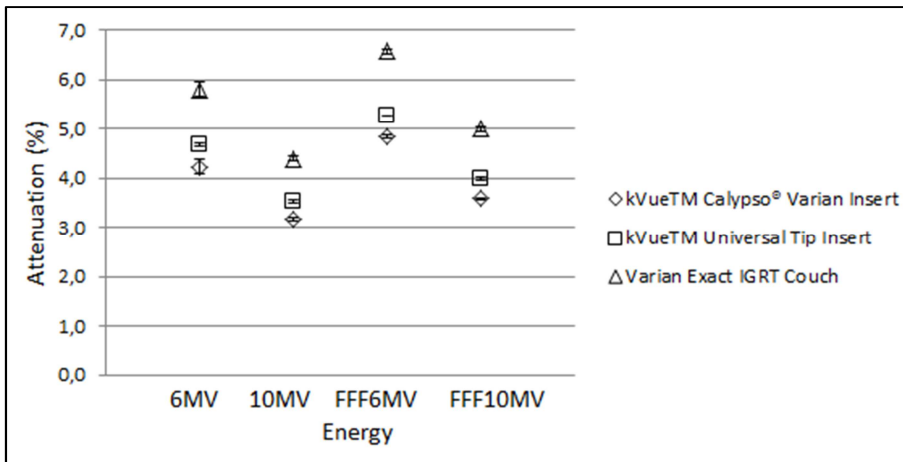 7,0
6,0
5,0
4,0
3,0
2,0
1,0
0,0
Attenuation (%)
6MV 10MV FFF6MV FFF10MV
Energy
kVueTM Calypso® Varian Insert
kVueTM Universal Tip Insert
Varian Exact IGRT Couch